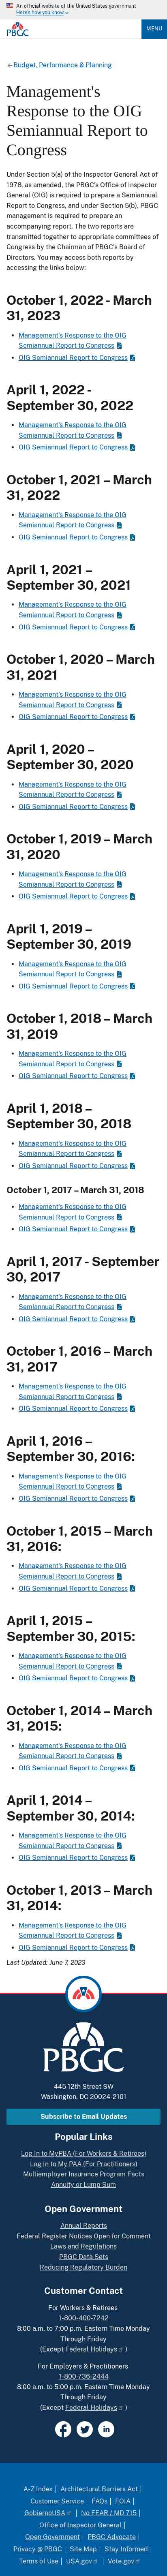 An official website of the United States government
Here's how you know
PBGC
MENU
Budget, Performance & Planning
Management's
Response to the OIG
Semiannual Report to
Congress
Under Section 5(a) of the Inspector General Act of
1978, as amended, the PBGC's Office of Inspector
General (OIG) is required to prepared a semiannual
report to Congress, and under Section 5(b) PBGC
management is required to prepare an
accompanying response. Both of these reports are
submitted to the appropriate committees of
Congress by the Chairman of PBGC's Board of
Directors. You may obtain both reports by
accessing the links below:
October 1, 2022 - March
31, 2023
Management's Response to the OIG
Semiannual Report to Congress
OIG Semiannual Report to Congress
April 1, 2022 -
September 30, 2022
Management's Response to the OIG
Semiannual Report to Congress
OIG Semiannual Report to Congress
October 1, 2021 – March
31, 2022
Management's Response to the OIG
Semiannual Report to Congress
OIG Semiannual Report to Congress
April 1, 2021 –
September 30, 2021
Management's Response to the OIG
Semiannual Report to Congress
OIG Semiannual Report to Congress
October 1, 2020 – March
31, 2021
Management's Response to the OIG
Semiannual Report to Congress
OIG Semiannual Report to Congress
April 1, 2020 –
September 30, 2020
Management's Response to the OIG
Semiannual Report to Congress
OIG Semiannual Report to Congress
October 1, 2019 – March
31, 2020
Management's Response to the OIG
Semiannual Report to Congress
OIG Semiannual Report to Congress
April 1, 2019 –
September 30, 2019
Management's Response to the OIG
Semiannual Report to Congress
OIG Semiannual Report to Congress
October 1, 2018 – March
31, 2019
Management's Response to the OIG
Semiannual Report to Congress
OIG Semiannual Report to Congress
April 1, 2018 –
September 30, 2018
Management's Response to the OIG
Semiannual Report to Congress
OIG Semiannual Report to Congress
October 1, 2017 – March 31, 2018
Management's Response to the OIG
Semiannual Report to Congress
OIG Semiannual Report to Congress
April 1, 2017 - September
30, 2017
Management's Response to the OIG
Semiannual Report to Congress
OIG Semiannual Report to Congress
October 1, 2016 – March
31, 2017
Management's Response to the OIG
Semiannual Report to Congress
OIG Semiannual Report to Congress
April 1, 2016 –
September 30, 2016:
Management's Response to the OIG
Semiannual Report to Congress
OIG Semiannual Report to Congress
October 1, 2015 – March
31, 2016:
Management's Response to the OIG
Semiannual Report to Congress
OIG Semiannual Report to Congress
April 1, 2015 –
September 30, 2015:
Management's Response to the OIG
Semiannual Report to Congress
OIG Semiannual Report to Congress
October 1, 2014 – March
31, 2015:
Management's Response to the OIG
Semiannual Report to Congress
OIG Semiannual Report to Congress
April 1, 2014 –
September 30, 2014:
Management's Response to the OIG
Semiannual Report to Congress
OIG Semiannual Report to Congress
October 1, 2013 – March
31, 2014:
Management's Response to the OIG
Semiannual Report to Congress
OIG Semiannual Report to Congress
Last Updated: June 7, 2023
PBGC
445 12th Street SW
Washington, DC 20024-2101
Subscribe to Email Updates
Popular Links
Log In to MyPBA (For Workers & Retirees)
Log In to My PAA (For Practitioners)
Multiemployer Insurance Program Facts
Annuity or Lump Sum
Open Government
Annual Reports
Federal Register Notices Open for Comment
Laws and Regulations
PBGC Data Sets
Reducing Regulatory Burden
Customer Contact
For Workers & Retirees
1-800-400-7242
8:00 a.m. to 7:00 p.m. Eastern Time Monday
Through Friday
(Except Federal Holidays)
For Employers & Practitioners
1-800-736-2444
8:00 a.m. to 5:00 p.m. Eastern Time Monday
Through Friday
(Except Federal Holidays)
A-Z Index | Architectural Barriers Act |
Customer Service | FAQs | FOIA |
GobiernoUSA | No FEAR / MD 715 |
Office of Inspector General |
Open Government | PBGC Advocate |
Privacy @ PBGC | Site Map | Stay Informed |
Terms of Use | USA.gov | Vote.gov